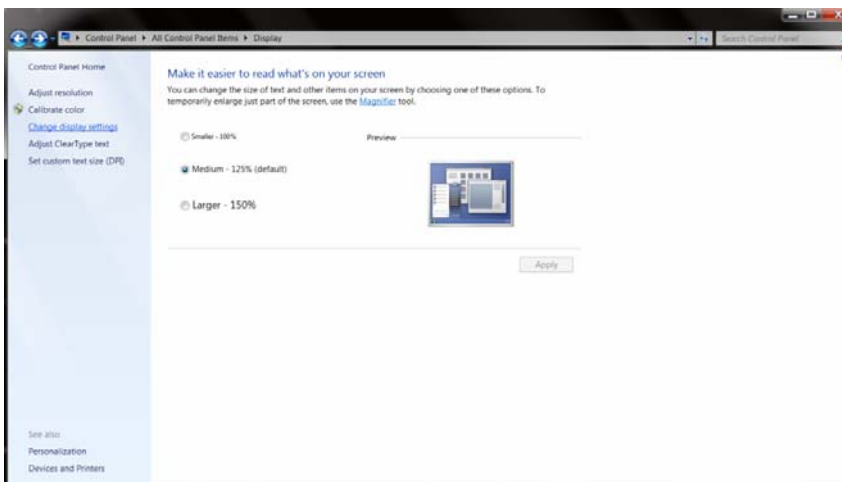 Control Panel ▸ All Control Panel Items ▸ Display
Search Control Panel
Control Panel Home
Adjust resolution
Calibrate color
Change display settings
Adjust ClearType text
Set custom text size (DPI)
Make it easier to read what's on your screen
You can change the size of text and other items on your screen by choosing one of these options. To
temporarily enlarge just part of the screen, use the Magnifier tool.
Smaller - 100%
Preview
Medium - 125% (default)
Larger - 150%
Apply
See also
Personalization
Devices and Printers